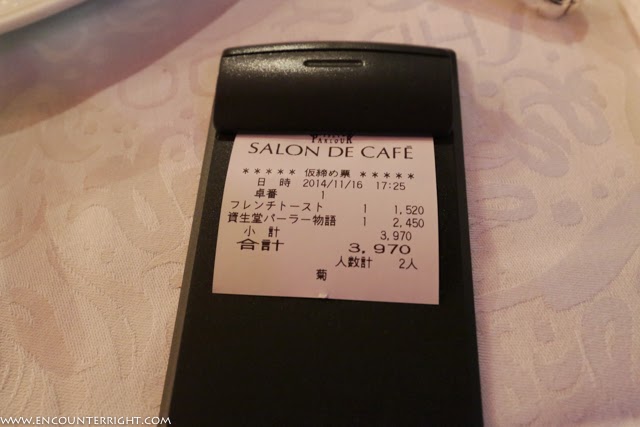 PARLOUR
SALON DE CAFÉ
***** 仮締め票 *****
日 時 2014/11/16 17:25
卓番 1
フレンチトースト 1 1,520
資生堂パーラー物語 1 2,450
小 計 3,970
合計 3,970
人数計 2人
菊
WWW.ENCOUNTERRIGHT.COM